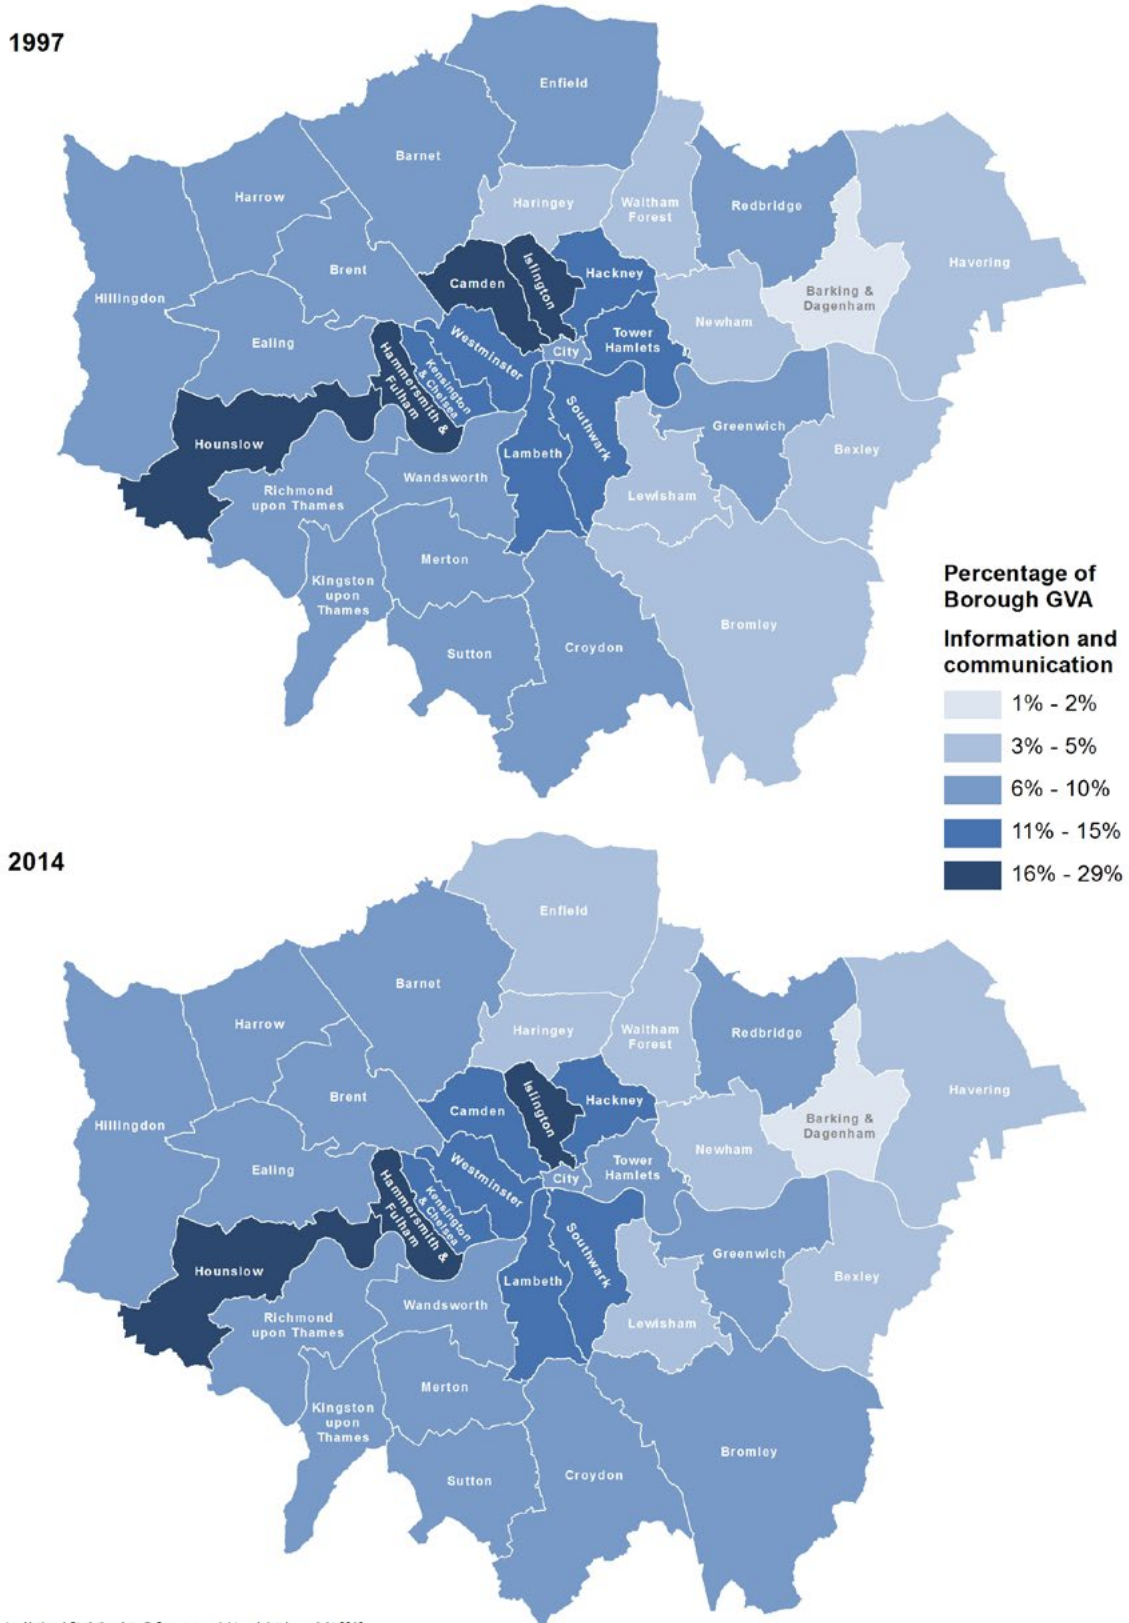 1997
Enfield
Barnet
Harrow
Haringey
Waltham
Forest
Redbridge
Havering
Brent
Camden
Islington
Hackney
Barking &
Dagenham
Hillingdon
Ealing
Westminster
City
Tower
Hamlets
Newham
Hammersmith &
Fulham
Kensington
& Chelsea
Hounslow
Lambeth
Southwark
Greenwich
Bexley
Richmond
upon Thames
Wandsworth
Lewisham
Merton
Kingston
upon
Thames
Sutton
Croydon
Bromley
Percentage of
Borough GVA
Information and
communication
1% - 2%
3% - 5%
6% - 10%
11% - 15%
16% - 29%
2014
Enfield
Barnet
Harrow
Haringey
Waltham
Forest
Redbridge
Havering
Brent
Camden
Islington
Hackney
Barking &
Dagenham
Hillingdon
Ealing
Westminster
City
Tower
Hamlets
Newham
Hammersmith &
Fulham
Kensington
& Chelsea
Hounslow
Lambeth
Southwark
Greenwich
Bexley
Richmond
upon Thames
Wandsworth
Lewisham
Merton
Kingston
upon
Thames
Sutton
Croydon
Bromley